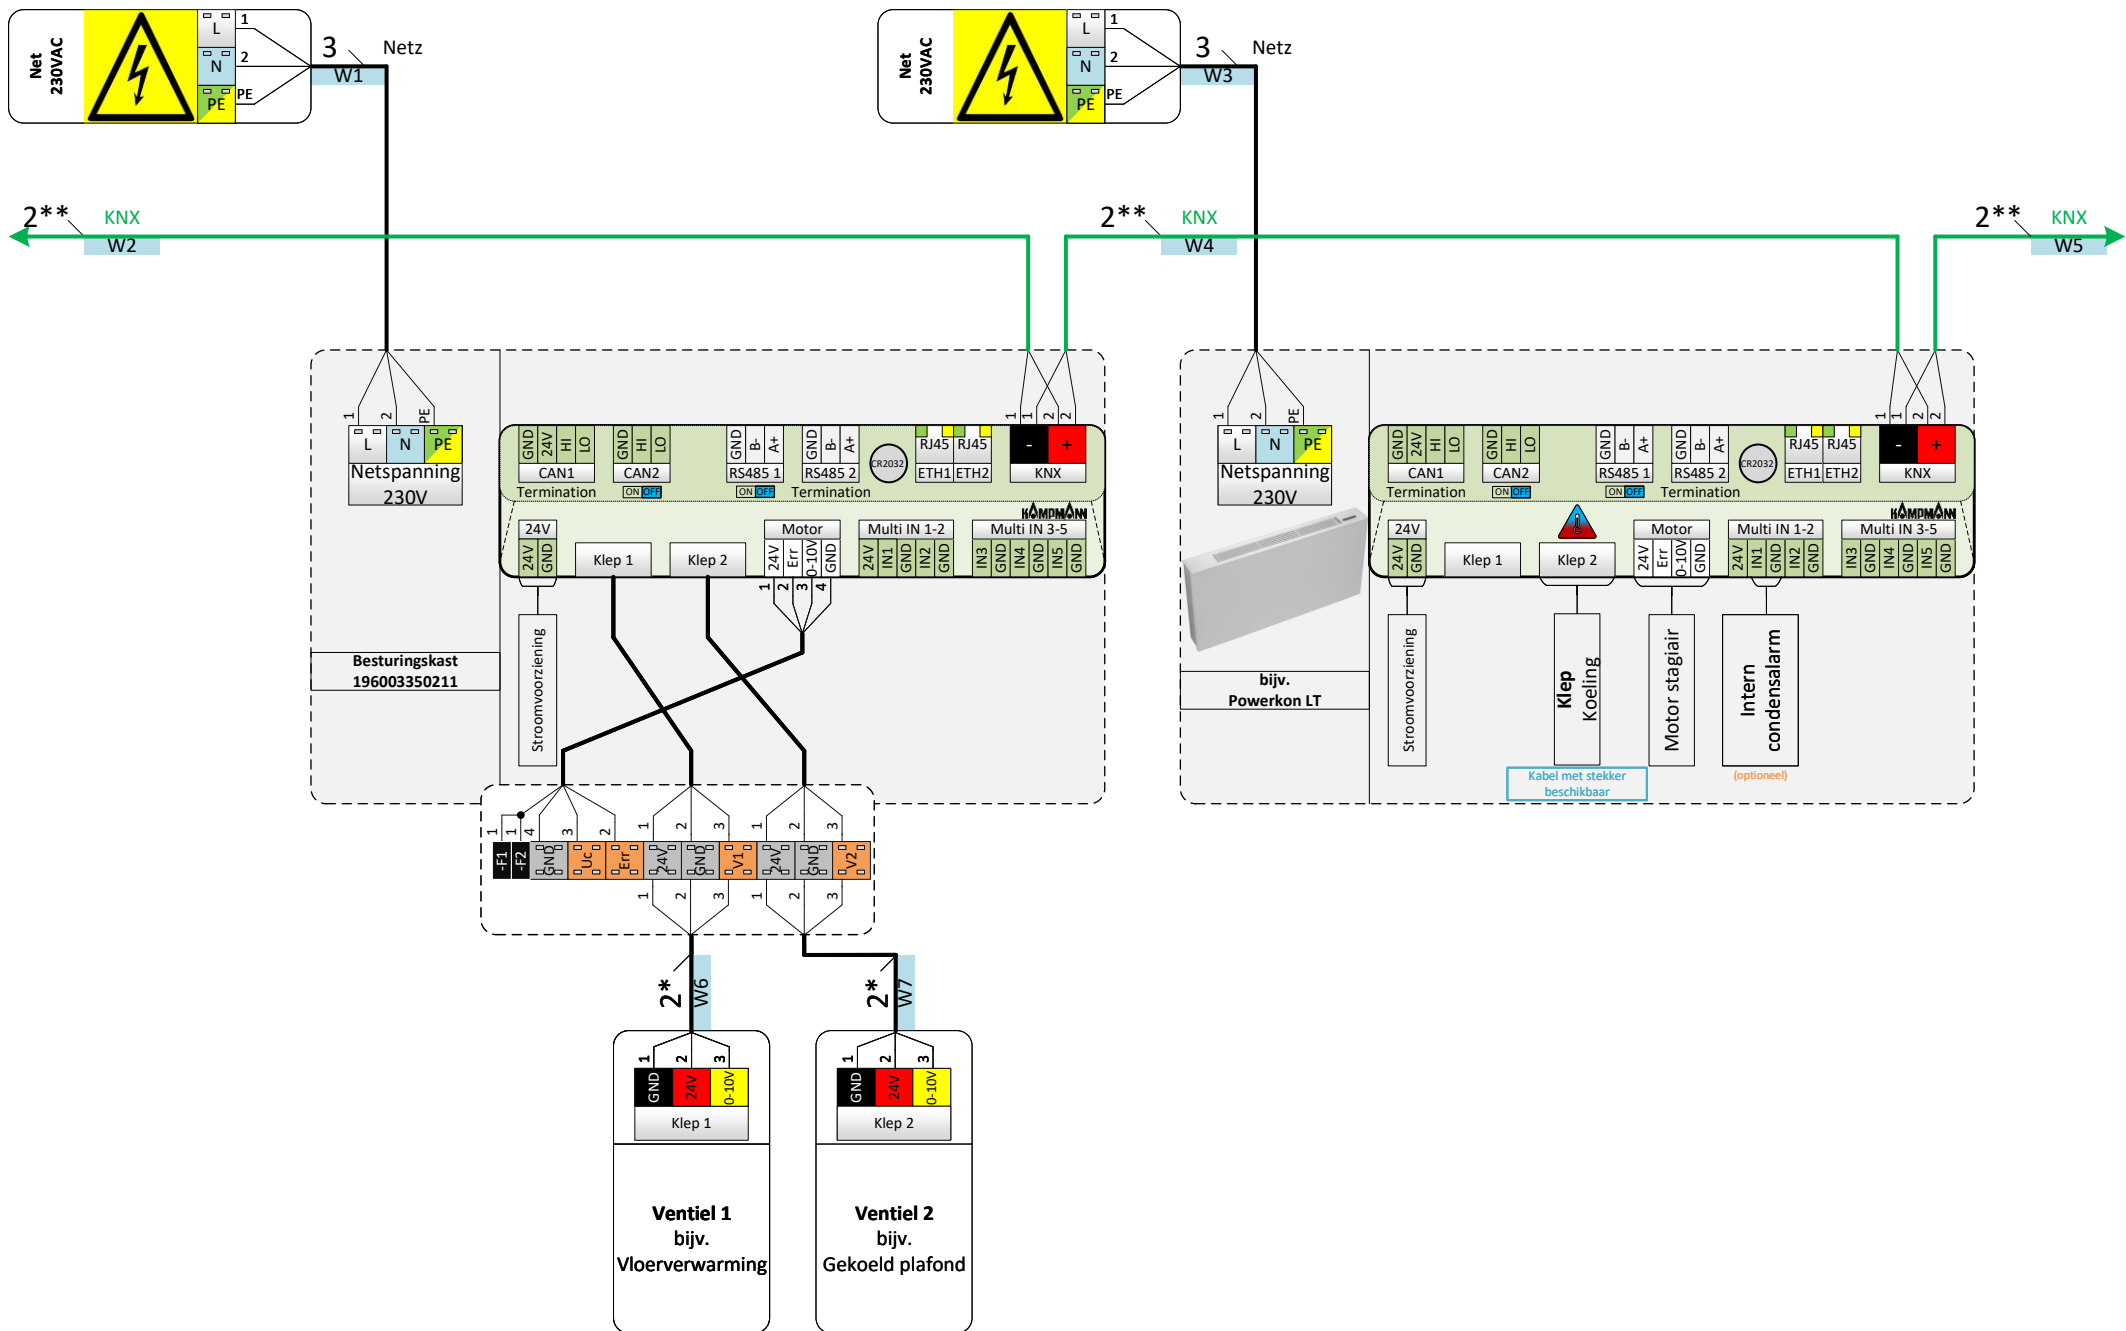 Net
230VAC
L
N
PE
1
2
PE
3
Netz
W1
Net
230VAC
L
N
PE
1
2
PE
3
Netz
W3
2**
KNX
W2
2**
KNX
W4
2**
KNX
W5
1
2
PE
L
N
PE
Netspanning
230V
1
1
2
2
GND
24V
HI
LO
CAN1
GND
HI
LO
CAN2
GND
B-
A+
RS485 1
GND
B-
A+
RS485 2
CR2032
RJ45
RJ45
ETH1
ETH2
-
+
KNX
Termination
ON
OFF
ON
OFF
Termination
KAMPMANN
24V
24V
GND
Klep 1
Klep 2
Motor
24V
Err
0-10V
GND
Multi IN 1-2
24V
IN1
GND
IN2
GND
Multi IN 3-5
IN3
GND
IN4
GND
IN5
GND
1
2
3
4
Stroomvoorziening
Besturingskast
196003350211
1
2
PE
L
N
PE
Netspanning
230V
1
1
2
2
GND
24V
HI
LO
CAN1
GND
HI
LO
CAN2
GND
B-
A+
RS485 1
GND
B-
A+
RS485 2
CR2032
RJ45
RJ45
ETH1
ETH2
-
+
KNX
Termination
ON
OFF
ON
OFF
Termination
KAMPMANN
24V
24V
GND
Klep 1
Klep 2
Motor
24V
Err
0-10V
GND
Multi IN 1-2
24V
IN1
GND
IN2
GND
Multi IN 3-5
IN3
GND
IN4
GND
IN5
GND
bijv.
Powerkon LT
Stroomvoorziening
Klep
Koeling
Motor stagiair
Intern
condensalarm
Kabel met stekker
beschikbaar
(optioneel)
1
1
4
3
2
1
2
3
1
2
3
-F1
-F2
GND
Uc
Err
24V
GND
V1
24V
GND
V2
1
2
3
1
2
3
2*
W6
2*
W7
1
2
3
GND
24V
0-10V
Klep 1
Ventiel 1
bijv.
Vloerverwarming
1
2
3
GND
24V
0-10V
Klep 2
Ventiel 2
bijv.
Gekoeld plafond